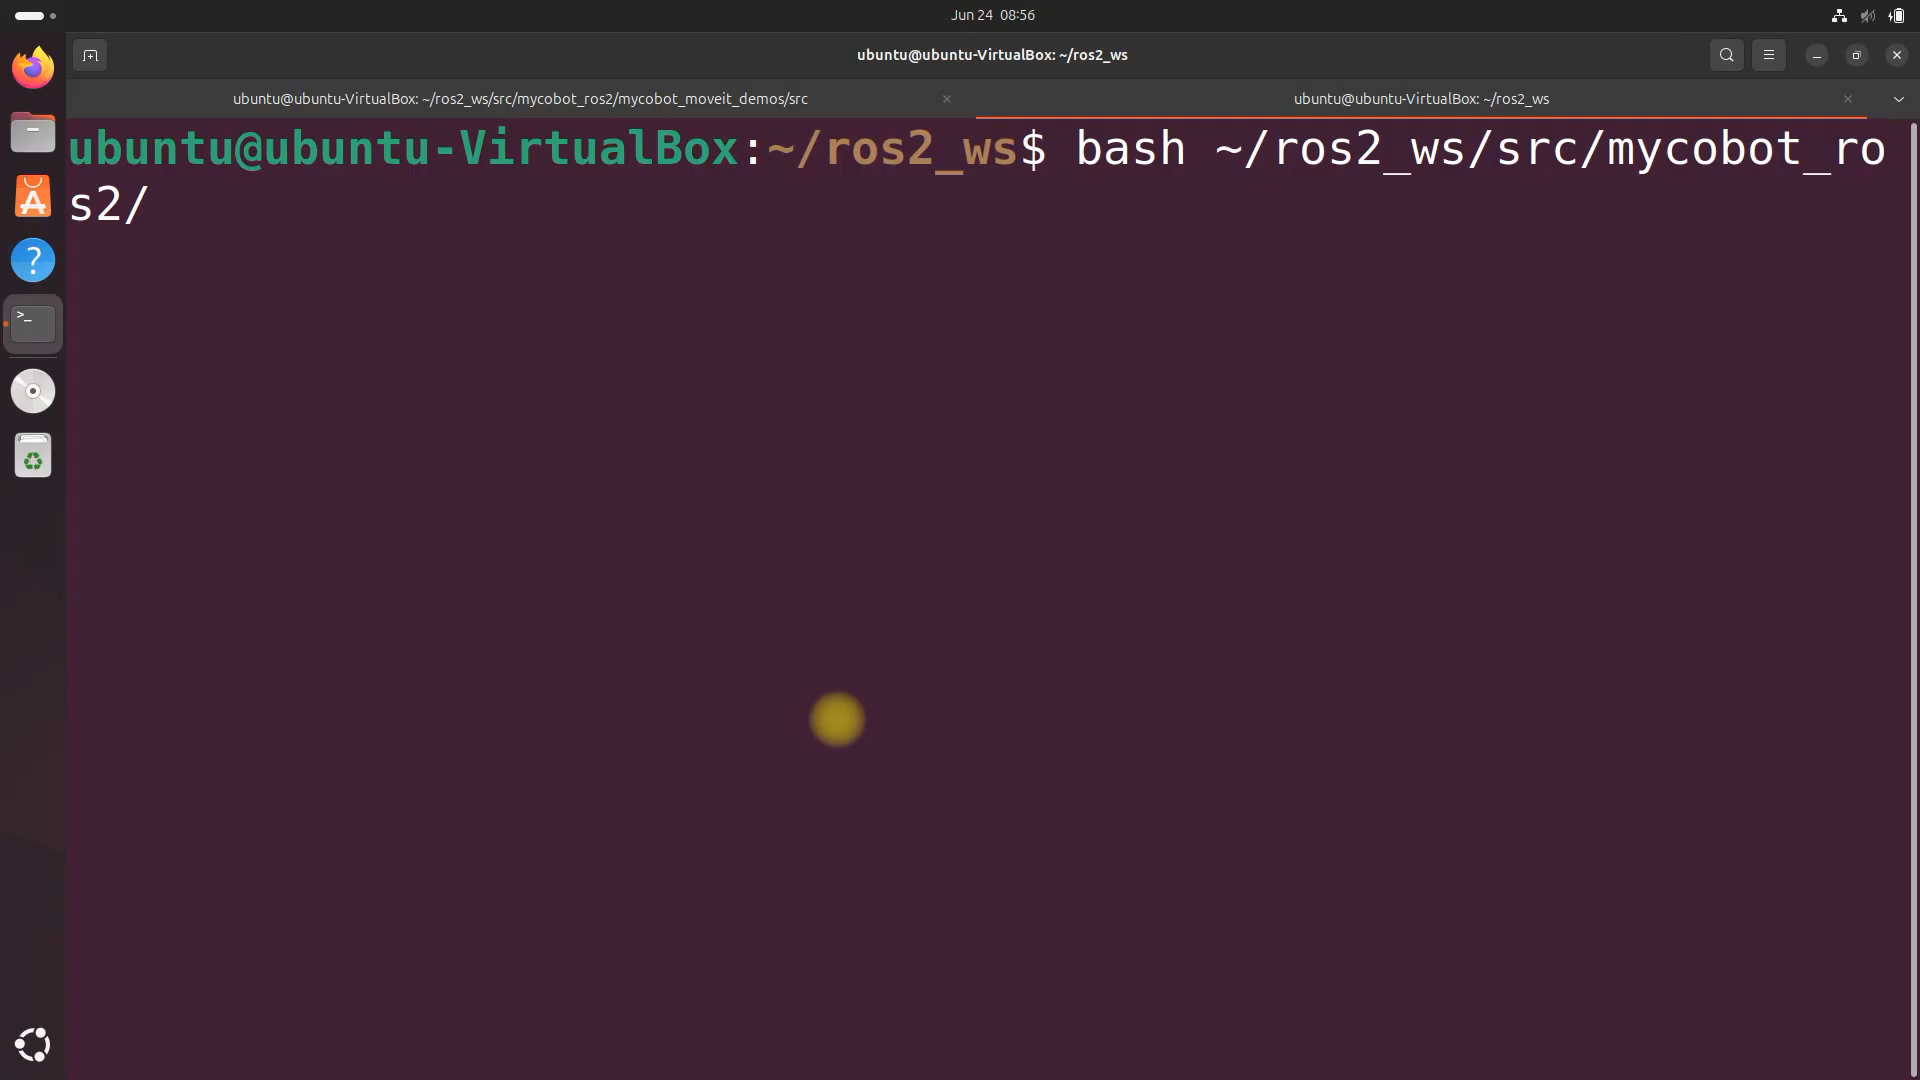 Jun 24 08:56
ubuntu@ubuntu-VirtualBox: ~/ros2_ws
ubuntu@ubuntu-VirtualBox: ~/ros2_ws/src/mycobot_ros2/mycobot_moveit_demos/src
ubuntu@ubuntu-VirtualBox: ~/ros2_ws
ubuntu@ubuntu-VirtualBox:~/ros2_ws$ bash ~/ros2_ws/src/mycobot_ro
s2/